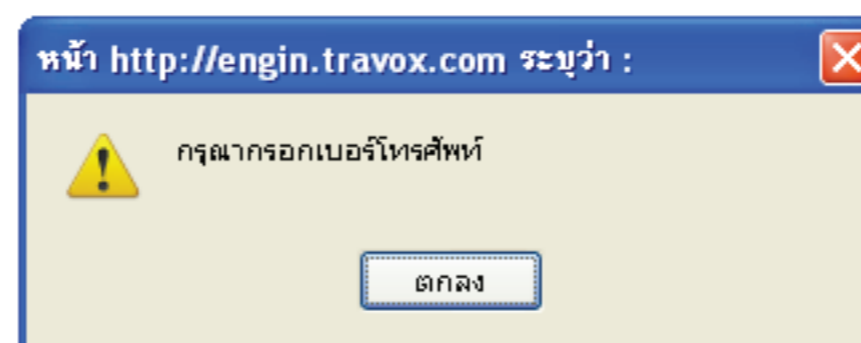 หน้า http://engin.travox.com ระบุว่า :
กรุณากรอกเบอร์โทรศัพท์
ตกลง